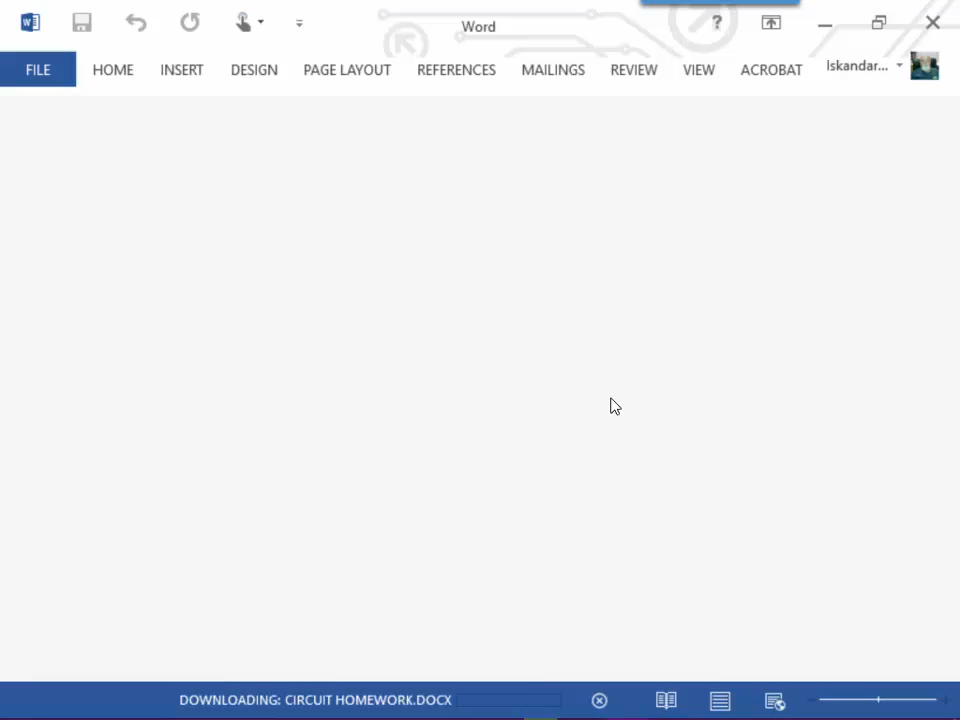 Word
FILE HOME INSERT DESIGN PAGE LAYOUT REFERENCES MAILINGS REVIEW VIEW ACROBAT Iskandar...
DOWNLOADING: CIRCUIT HOMEWORK.DOCX